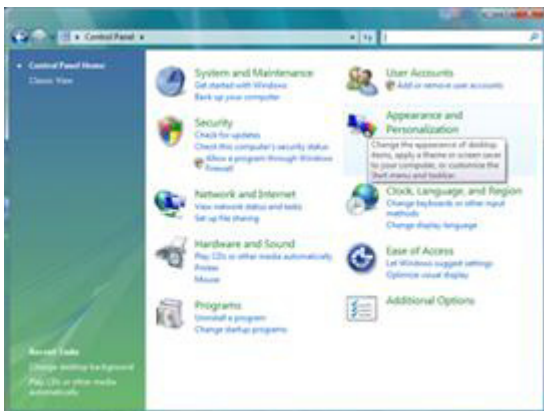 Control Panel
Control Panel Home
Classic View
System and Maintenance
Get started with Windows
Back up your computer
Security
Check for updates
Check this computer's security status
Allow a program through Windows
Firewall
Network and Internet
View network status and tasks
Set up file sharing
Hardware and Sound
Play CDs or other media automatically
Printer
Mouse
Programs
Uninstall a program
Change startup programs
User Accounts
Add or remove user accounts
Appearance and
Personalization
Change the appearance of desktop
items, apply a theme or screen saver
to your computer, or customize the
Start menu and taskbar.
Clock, Language, and Region
Change keyboards or other input
methods
Change display language
Ease of Access
Let Windows suggest settings
Optimize visual display
Additional Options
Recent Tasks
Change desktop background
Play CDs or other media
automatically